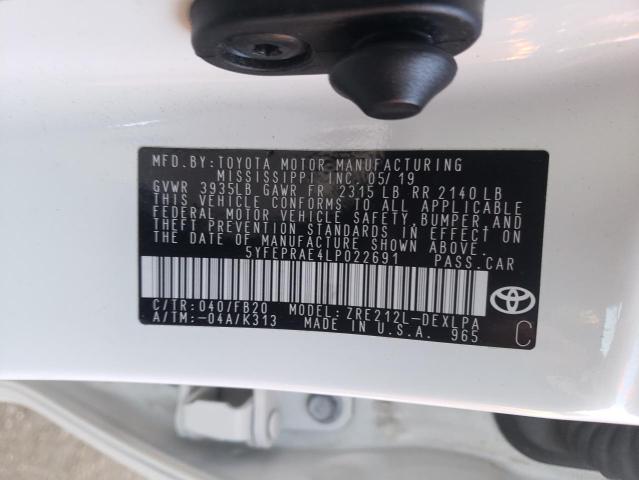 MFD.BY:TOYOTA MOTOR MANUFACTURING
MISSISSIPPI INC. 05/19
GVWR 3935LB GAWR FR 2315 LB RR 2140 LB
THIS VEHICLE CONFORMS TO ALL APPLICABLE
FEDERAL MOTOR VEHICLE SAFETY, BUMPER AND
THEFT PREVENTION STANDARDS IN EFFECT ON
THE DATE OF MANUFACTURE SHOWN ABOVE.
5YFEPRAE4LP022691 PASS.CAR
C/TR:040/FB20 MODEL:ZRE212L-DEXLPA
A/TM:-04A/K313 MADE IN U.S.A. 965
C